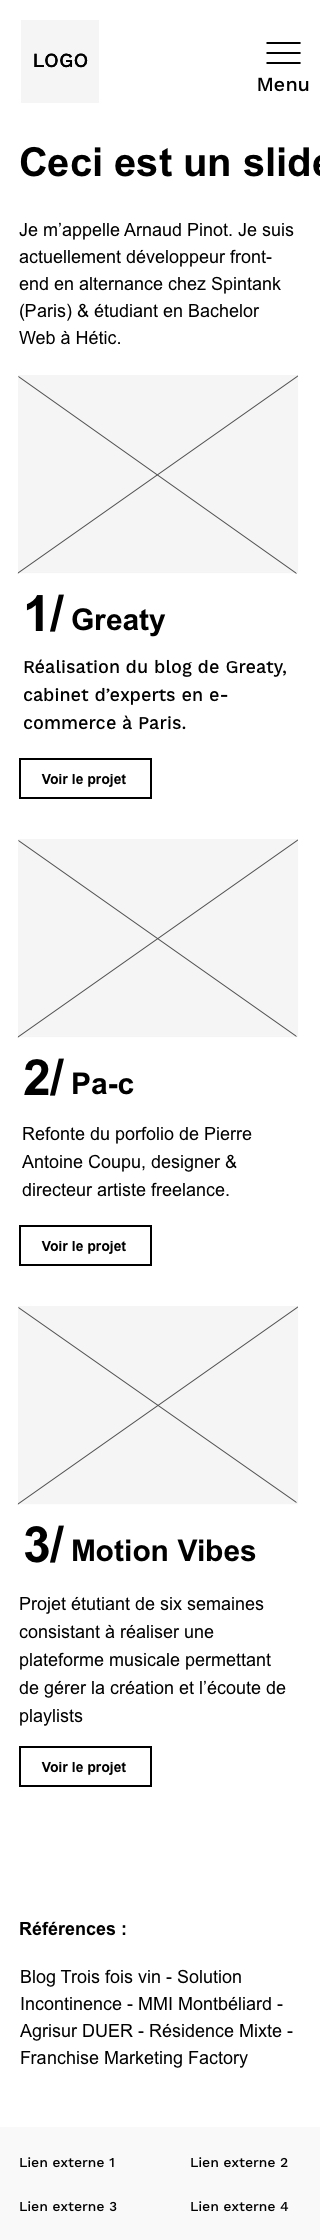 LOGO
Menu
Ceci est un slide
Je m’appelle Arnaud Pinot. Je suis
actuellement développeur front-
end en alternance chez Spintank
(Paris) & étudiant en Bachelor
Web à Hétic.
1/ Greaty
Réalisation du blog de Greaty,
cabinet d’experts en e-
commerce à Paris.
Voir le projet
2/ Pa-c
Refonte du porfolio de Pierre
Antoine Coupu, designer &
directeur artiste freelance.
Voir le projet
3/ Motion Vibes
Projet étutiant de six semaines
consistant à réaliser une
plateforme musicale permettant
de gérer la création et l’écoute de
playlists
Voir le projet
Références :
Blog Trois fois vin - Solution
Incontinence - MMI Montbéliard -
Agrisur DUER - Résidence Mixte -
Franchise Marketing Factory
Lien externe 1 Lien externe 2
Lien externe 3 Lien externe 4